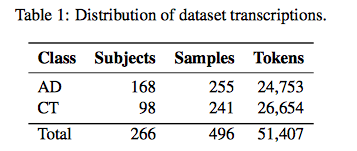 Table 1: Distribution of dataset transcriptions.
Class Subjects Samples Tokens
AD 168 255 24,753
CT 98 241 26,654
Total 266 496 51,407